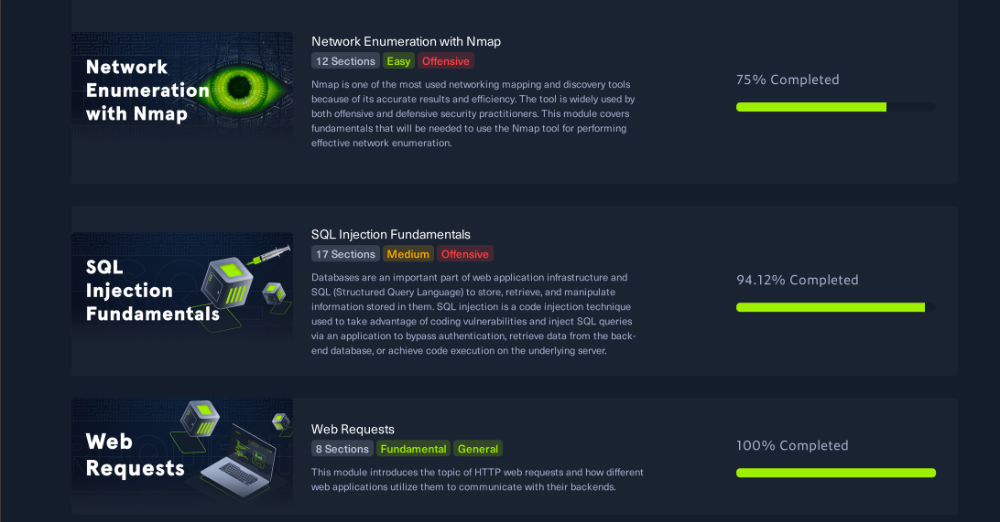 Network
Enumeration
with Nmap
Network Enumeration with Nmap
12 Sections Easy Offensive
Nmap is one of the most used networking mapping and discovery tools
because of its accurate results and efficiency. The tool is widely used by
both offensive and defensive security practitioners. This module covers
fundamentals that will be needed to use the Nmap tool for performing
effective network enumeration.
75% Completed
SQL
Injection
Fundamentals
SQL Injection Fundamentals
17 Sections Medium Offensive
Databases are an important part of web application infrastructure and
SQL (Structured Query Language) to store, retrieve, and manipulate
information stored in them. SQL injection is a code injection technique
used to take advantage of coding vulnerabilities and inject SQL queries
via an application to bypass authentication, retrieve data from the back-
end database, or achieve code execution on the underlying server.
94.12% Completed
Web
Requests
Web Requests
8 Sections Fundamental General
This module introduces the topic of HTTP web requests and how different
web applications utilize them to communicate with their backends.
100% Completed